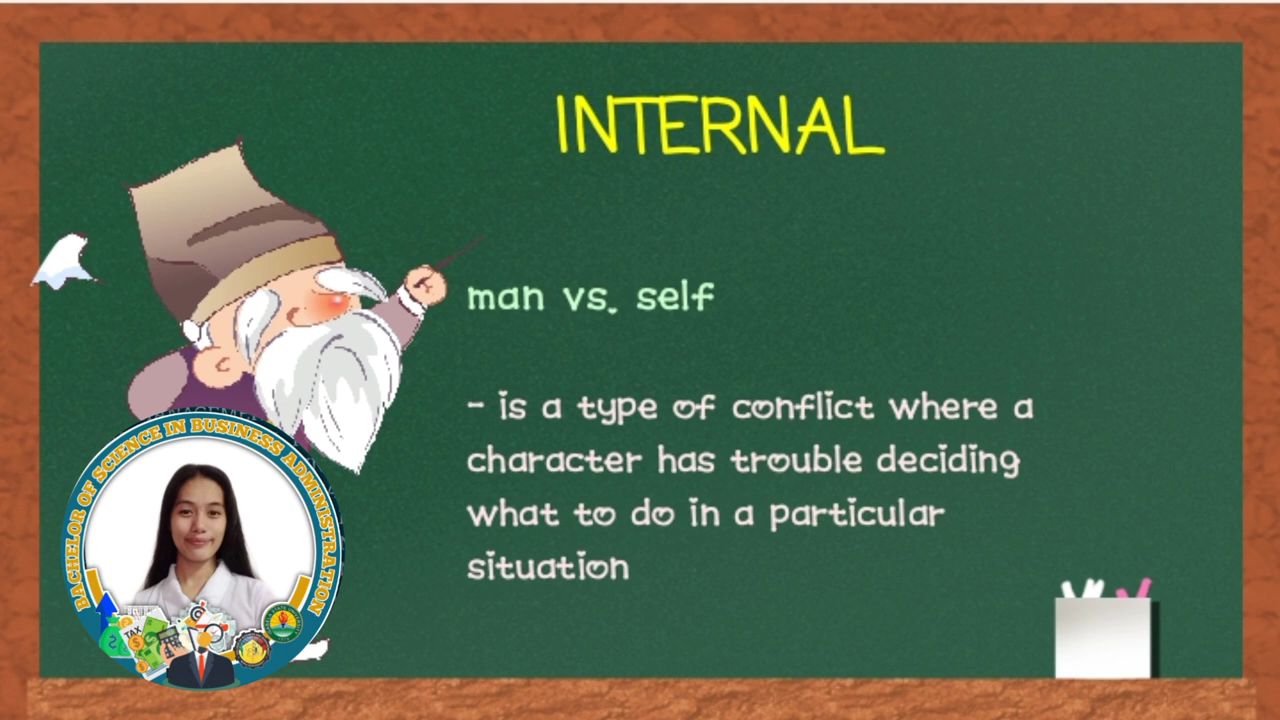 INTERNAL
man vs. self
- is a type of conflict where a
character has trouble deciding
what to do in a particular
situation
BACHELOR OF SCIENCE IN BUSINESS ADMINISTRATION
TAX